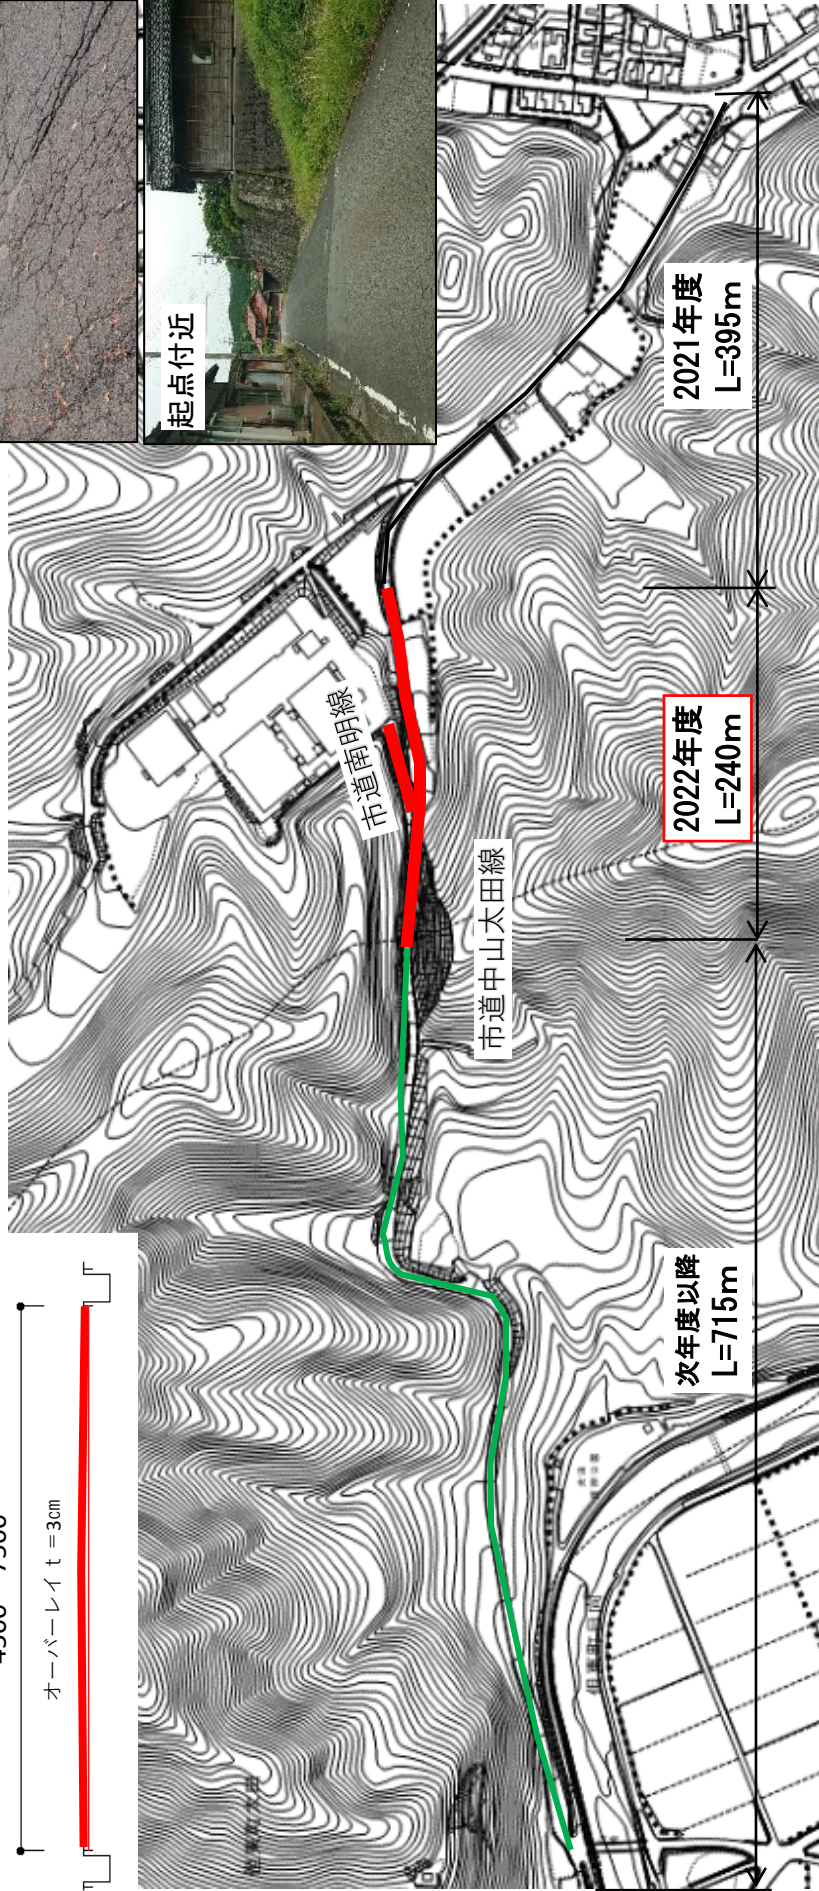 起点付近
2021年度
L=395m
市道南明線
2022年度
L=240m
市道中山太田線
次年度以降
L=715m
オーバーレイ t =3㎝